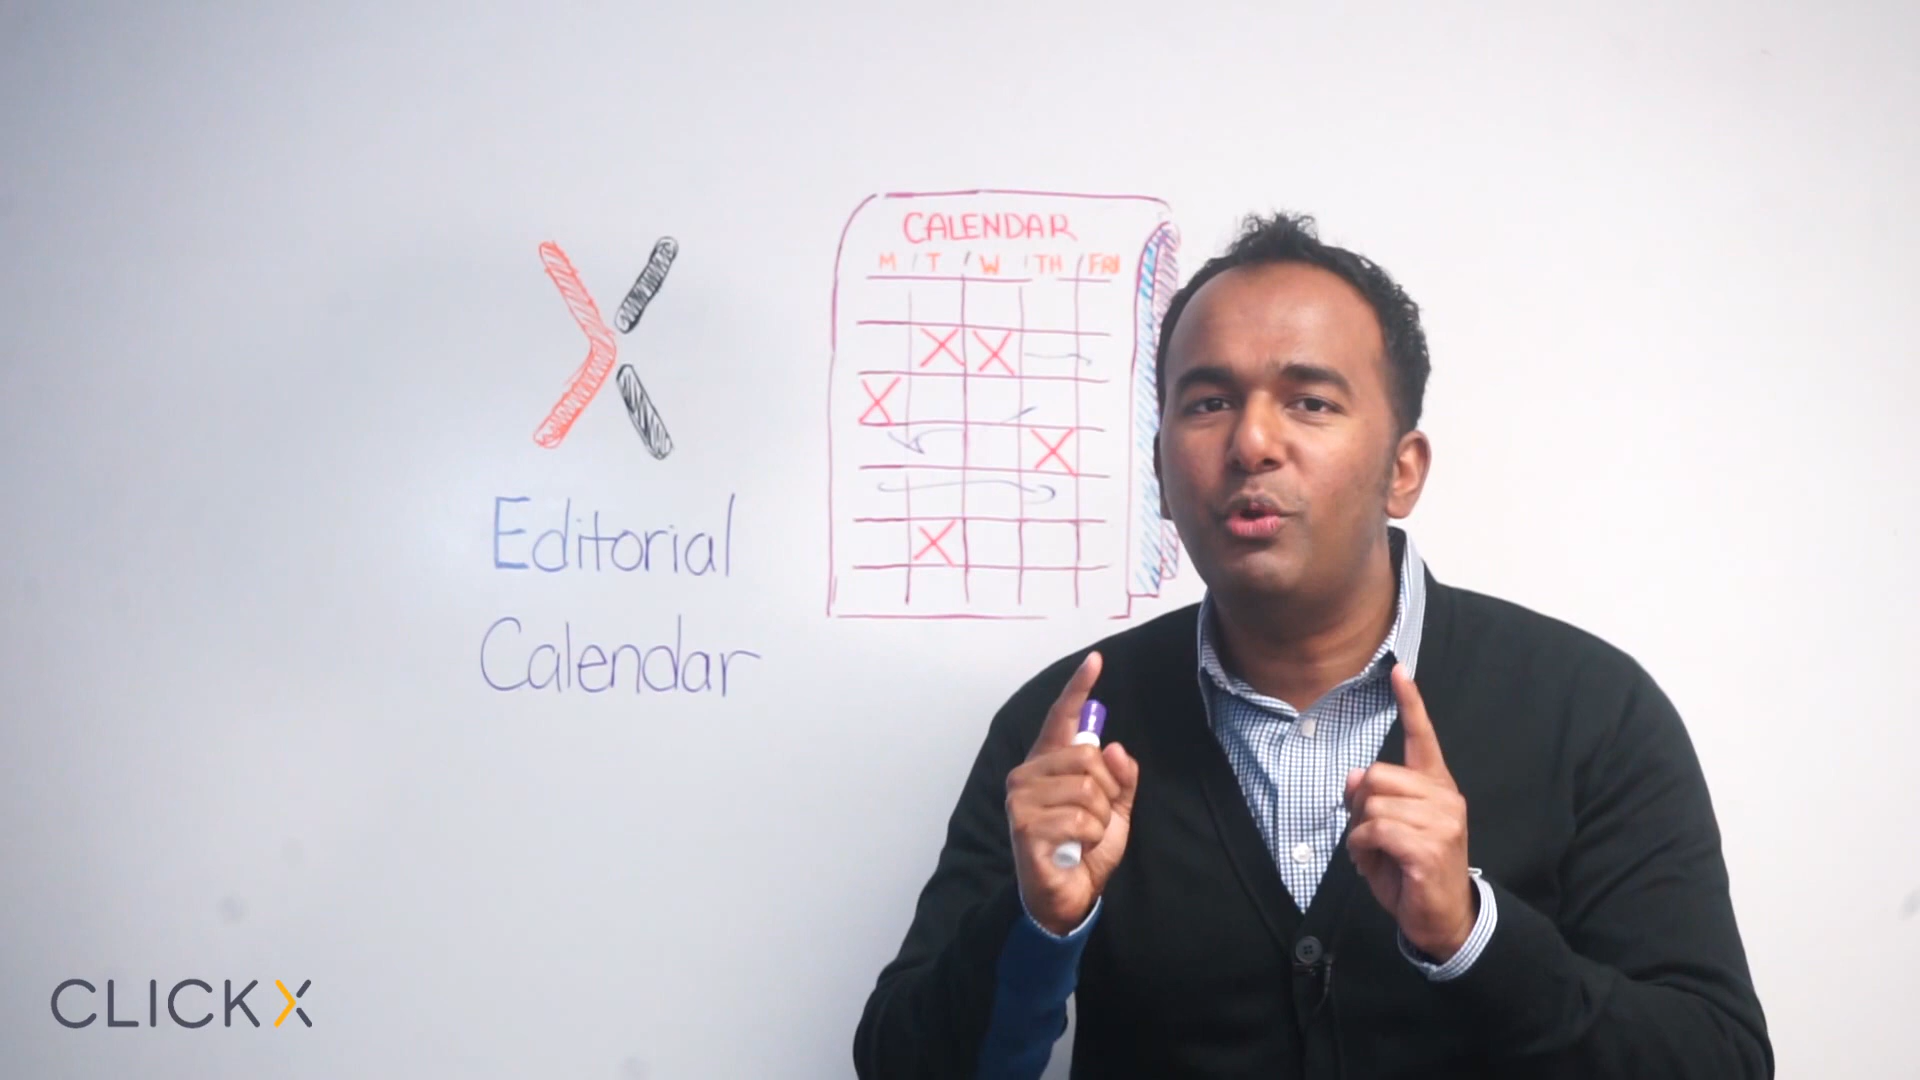 CALENDAR
M T W TH FRI
X X
X
X
X
Editorial
Calendar
CLICKX